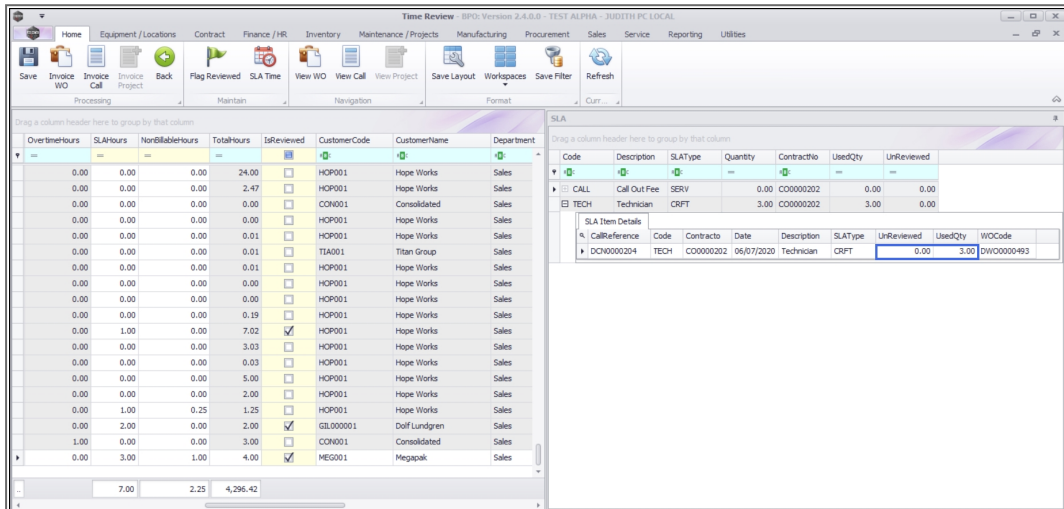 Time Review - BPO: Version 2.4.0.0 - TEST ALPHA - JUDITH PC LOCAL
Home Equipment / Locations Contract Finance / HR Inventory Maintenance / Projects Manufacturing Procurement Sales Service Reporting Utilities
Save Invoice WO Invoice Call Invoice Project Back Flag Reviewed SLA Time View WO View Call View Project Save Layout Workspaces Save Filter Refresh
Processing Maintain Navigation Format Curr...
Drag a column header here to group by that column
OvertimeHours SLAHours NonBillableHours TotalHours IsReviewed CustomerCode CustomerName Department
0.00 0.00 0.00 24.00 HOP001 Hope Works Sales
0.00 0.00 0.00 2.47 HOP001 Hope Works Sales
0.00 0.00 0.00 0.00 CON001 Consolidated Sales
0.00 0.00 0.00 0.01 HOP001 Hope Works Sales
0.00 0.00 0.00 0.01 HOP001 Hope Works Sales
0.00 0.00 0.00 0.01 TIA001 Titan Group Sales
0.00 0.00 0.00 0.01 HOP001 Hope Works Sales
0.00 0.00 0.00 0.00 HOP001 Hope Works Sales
0.00 0.00 0.00 0.19 HOP001 Hope Works Sales
0.00 1.00 0.00 7.02 HOP001 Hope Works Sales
0.00 0.00 0.00 3.03 HOP001 Hope Works Sales
0.00 0.00 0.00 0.03 HOP001 Hope Works Sales
0.00 0.00 0.00 5.00 HOP001 Hope Works Sales
0.00 0.00 0.00 2.00 HOP001 Hope Works Sales
0.00 1.00 0.25 1.25 HOP001 Hope Works Sales
0.00 2.00 0.00 2.00 GIL000001 Dolf Lundgren Sales
1.00 0.00 0.00 3.00 CON001 Consolidated Sales
0.00 3.00 1.00 4.00 MEG001 Megapak Sales
7.00 2.25 4,296.42
SLA
Drag a column header here to group by that column
Code Description SLAType Quantity ContractNo UsedQty UnReviewed
CALL Call Out Fee SERV 0.00 CO0000202 0.00 0.00
TECH Technician CRFT 3.00 CO0000202 3.00 0.00
SLA Item Details
CallReference Code Contracto Date Description SLAType UnReviewed UsedQty WOCode
DCN0000204 TECH CO0000202 06/07/2020 Technician CRFT 0.00 3.00 DWO0000493